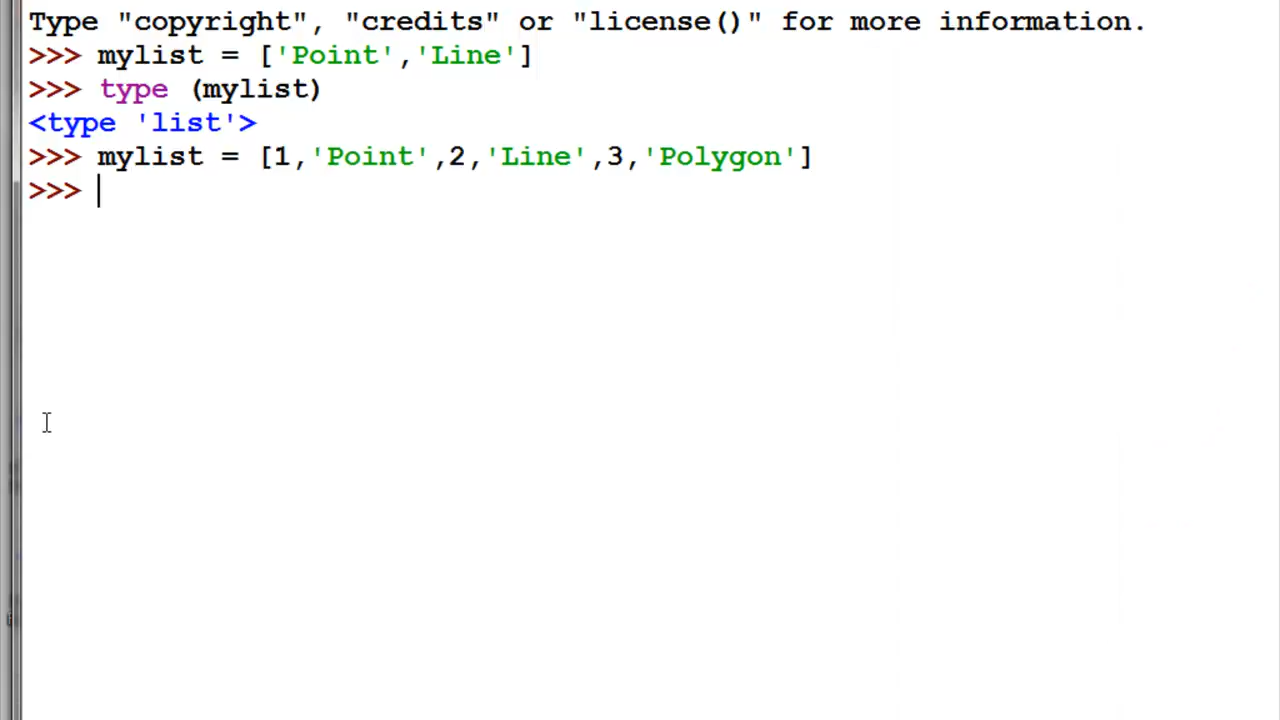 Type "copyright", "credits" or "license()" for more information.
>>> mylist = ['Point','Line']
>>> type (mylist)
<type 'list'>
>>> mylist = [1,'Point',2,'Line',3,'Polygon']
>>>